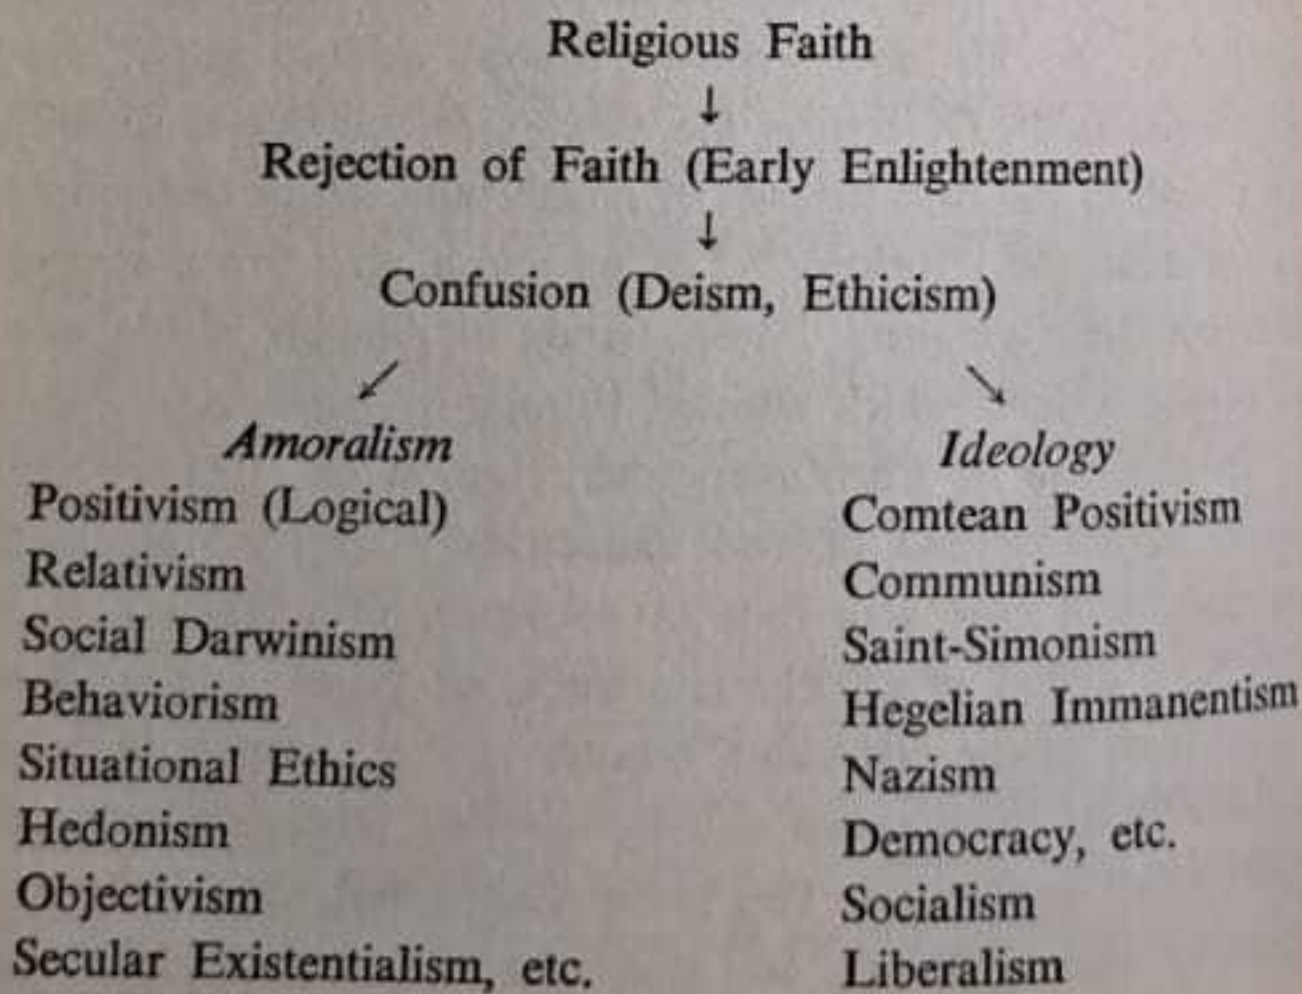 Religious Faith
↓
Rejection of Faith (Early Enlightenment)
↓
Confusion (Deism, Ethicism)
↙ ↘
Amoralism
Positivism (Logical)
Relativism
Social Darwinism
Behaviorism
Situational Ethics
Hedonism
Objectivism
Secular Existentialism, etc.
Ideology
Comtean Positivism
Communism
Saint-Simonism
Hegelian Immanentism
Nazism
Democracy, etc.
Socialism
Liberalism